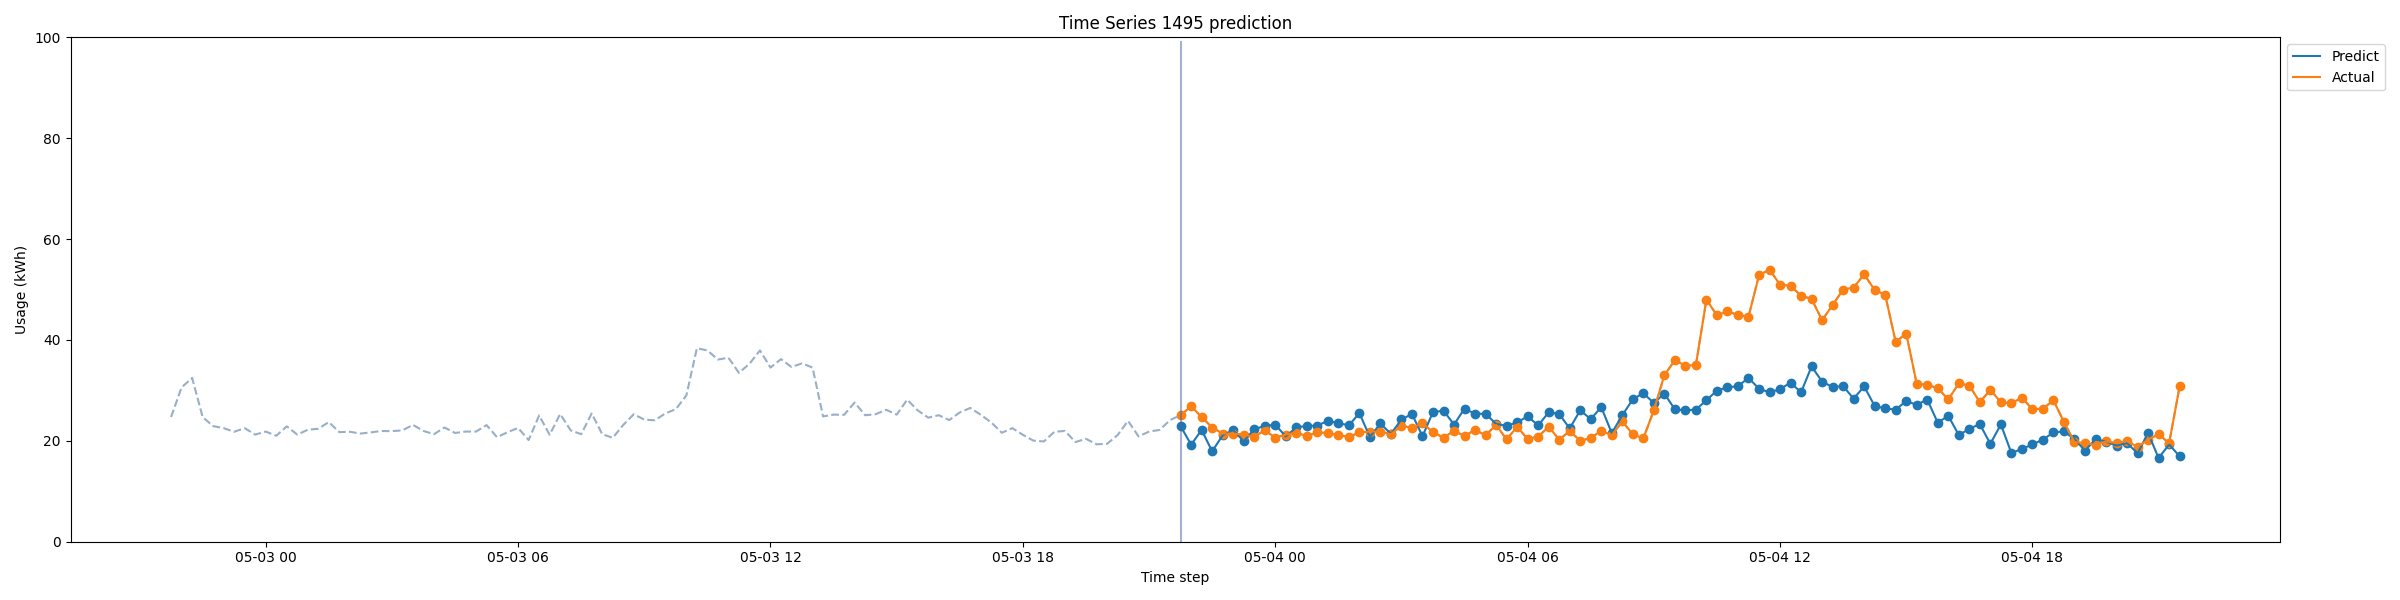 Time Series 1495 prediction
100
80
60
40
20
0
Usage (kWh)
05-03 00
05-03 06
05-03 12
05-03 18
05-04 00
05-04 06
05-04 12
05-04 18
Time step
Predict
Actual